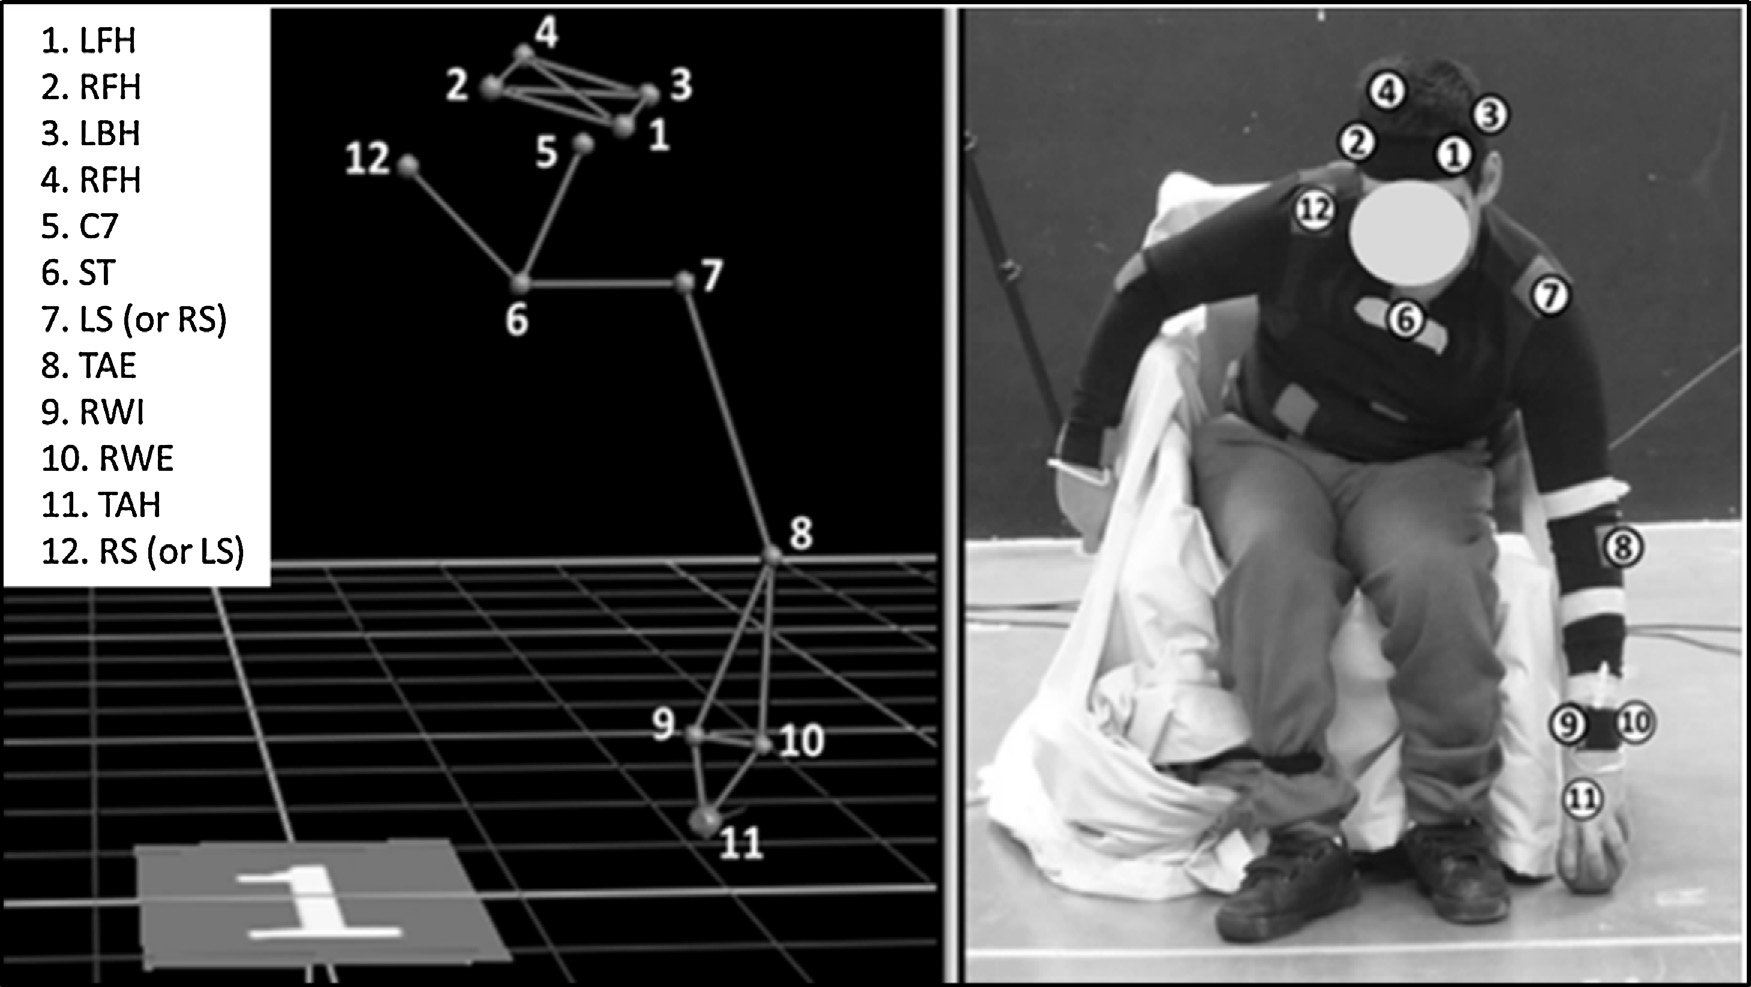 1. LFH
2. RFH
3. LBH
4. RFH
5. C7
6. ST
7. LS (or RS)
8. TAE
9. RWI
10. RWE
11. TAH
12. RS (or LS)
4
2
3
1
5
12
7
6
8
9
10
11
1
4
3
2
1
12
7
6
8
9
10
11